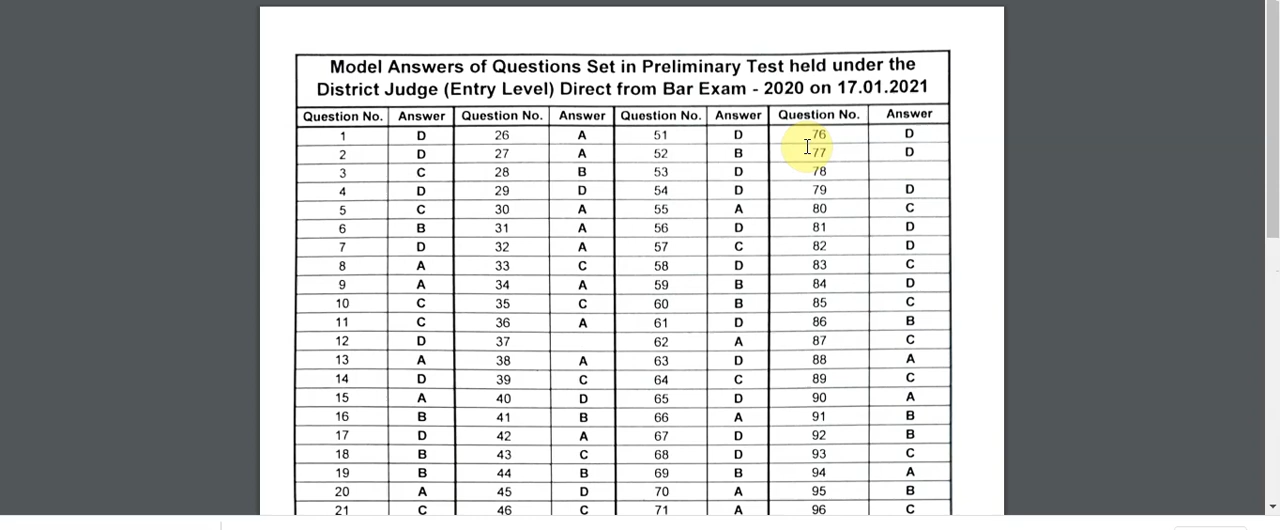 Model Answers of Questions Set in Preliminary Test held under the
District Judge (Entry Level) Direct from Bar Exam - 2020 on 17.01.2021
Question No. Answer Question No. Answer Question No. Answer Question No. Answer
1 D 26 A 51 D 76 D
2 D 27 A 52 B 77 D
3 C 28 B 53 D 78
4 D 29 D 54 D 79 D
5 C 30 A 55 A 80 C
6 B 31 A 56 D 81 D
7 D 32 A 57 C 82 D
8 A 33 C 58 D 83 C
9 A 34 A 59 B 84 D
10 C 35 C 60 B 85 C
11 C 36 A 61 D 86 B
12 D 37 62 A 87 C
13 A 38 A 63 D 88 A
14 D 39 C 64 C 89 C
15 A 40 D 65 D 90 A
16 B 41 B 66 A 91 B
17 D 42 A 67 D 92 B
18 B 43 C 68 D 93 C
19 B 44 B 69 B 94 A
20 A 45 D 70 A 95 B
21 C 46 C 71 A 96 C